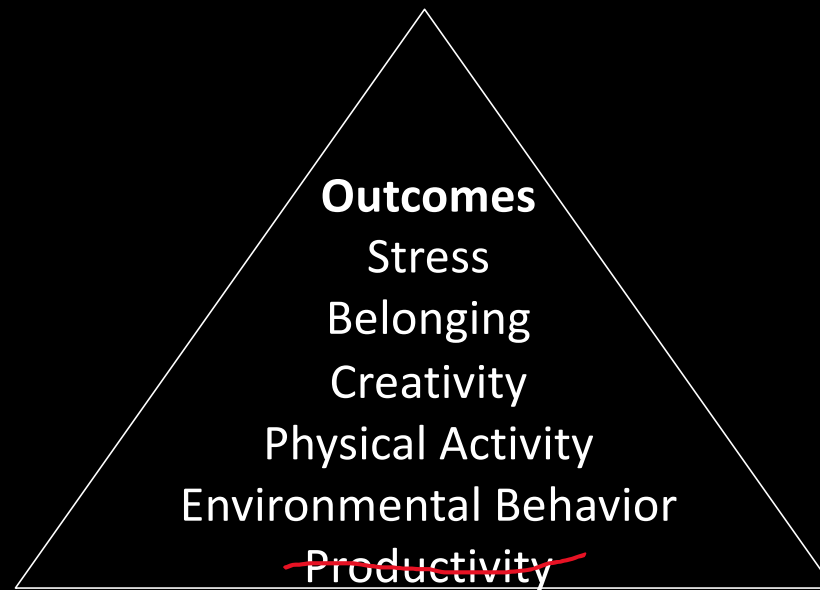 Outcomes
Stress
Belonging
Creativity
Physical Activity
Environmental Behavior
Productivity